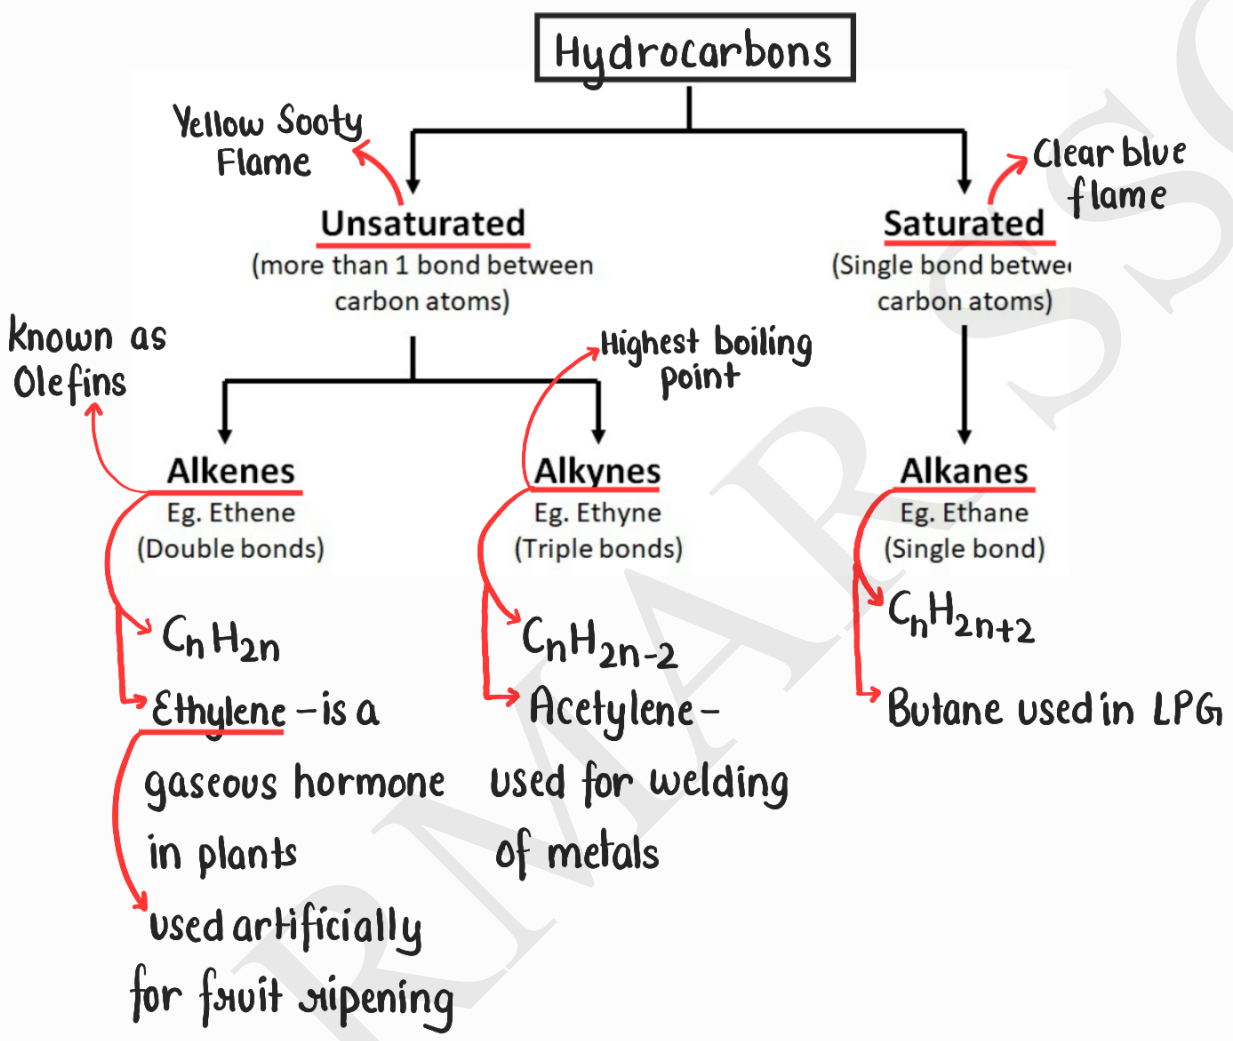 Hydrocarbons
Yellow Sooty
Flame
Clear blue
flame
Unsaturated
(more than 1 bond between
carbon atoms)
Saturated
(Single bond betwe
carbon atoms)
Known as
Olefins
Highest boiling
point
Alkenes
Eg. Ethene
(Double bonds)
CnH2n
Ethylene - is a
gaseous hormone
in plants
used artificially
for fruit ripening
Alkynes
Eg. Ethyne
(Triple bonds)
CnH2n-2
Acetylene -
used for welding
of metals
Alkanes
Eg. Ethane
(Single bond)
CnH2n+2
Butane used in LPG
RMAR SS